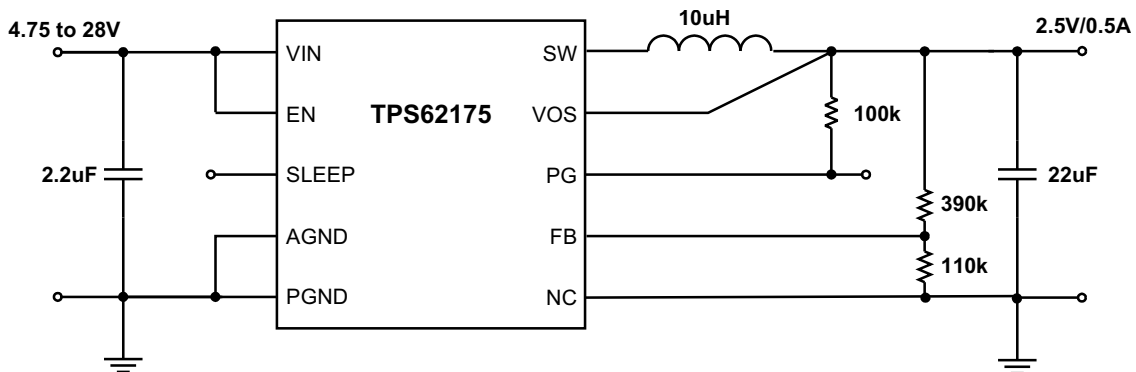 4.75 to 28V
10uH
2.5V/0.5A
VIN
SW
EN
TPS62175
VOS
100k
2.2uF
SLEEP
PG
22uF
390k
AGND
FB
110k
PGND
NC